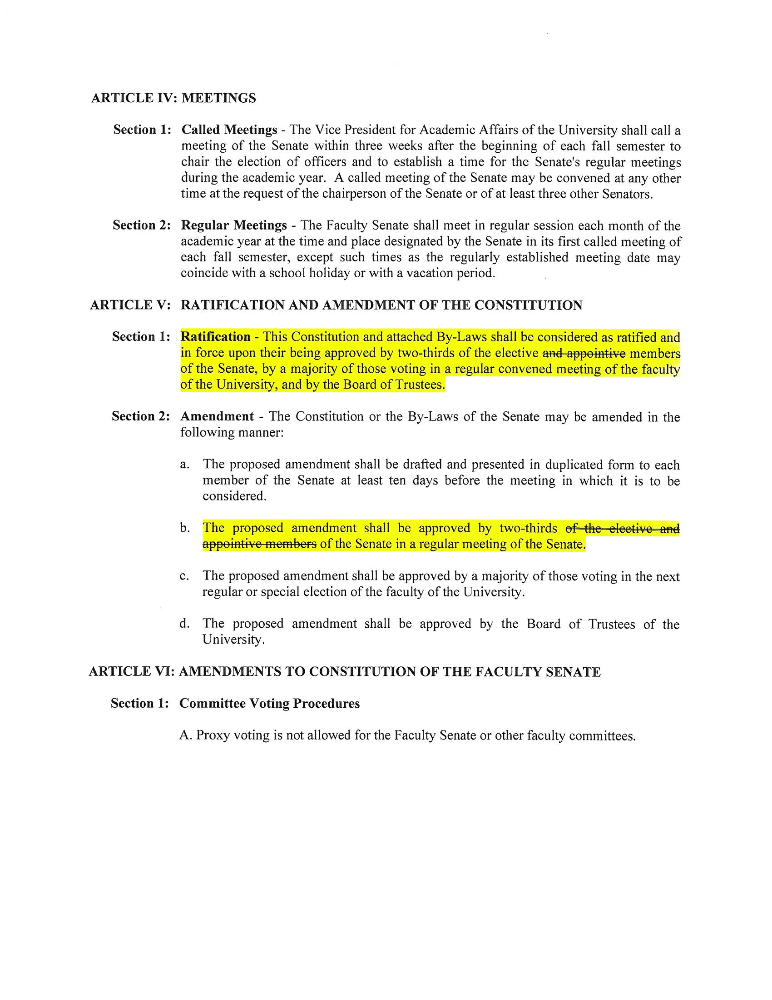 ARTICLE IV: MEETINGS
Section 1: Called Meetings - The Vice President for Academic Affairs of the University shall call a
meeting of the Senate within three weeks after the beginning of each fall semester to
chair the election of officers and to establish a time for the Senate's regular meetings
during the academic year. A called meeting of the Senate may be convened at any other
time at the request of the chairperson of the Senate or of at least three other Senators.
Section 2: Regular Meetings - The Faculty Senate shall meet in regular session each month of the
academic year at the time and place designated by the Senate in its first called meeting of
each fall semester, except such times as the regularly established meeting date may
coincide with a school holiday or with a vacation period.
ARTICLE V: RATIFICATION AND AMENDMENT OF THE CONSTITUTION
Section 1: Ratification - This Constitution and attached By-Laws shall be considered as ratified and
in force upon their being approved by two-thirds of the elective and appointive members
of the Senate, by a majority of those voting in a regular convened meeting of the faculty
of the University, and by the Board of Trustees.
Section 2: Amendment - The Constitution or the By-Laws of the Senate may be amended in the
following manner:
a. The proposed amendment shall be drafted and presented in duplicated form to each
member of the Senate at least ten days before the meeting in which it is to be
considered.
b. The proposed amendment shall be approved by two-thirds of the elective and
appointive members of the Senate in a regular meeting of the Senate.
c. The proposed amendment shall be approved by a majority of those voting in the next
regular or special election of the faculty of the University.
d. The proposed amendment shall be approved by the Board of Trustees of the
University.
ARTICLE VI: AMENDMENTS TO CONSTITUTION OF THE FACULTY SENATE
Section 1: Committee Voting Procedures
A. Proxy voting is not allowed for the Faculty Senate or other faculty committees.